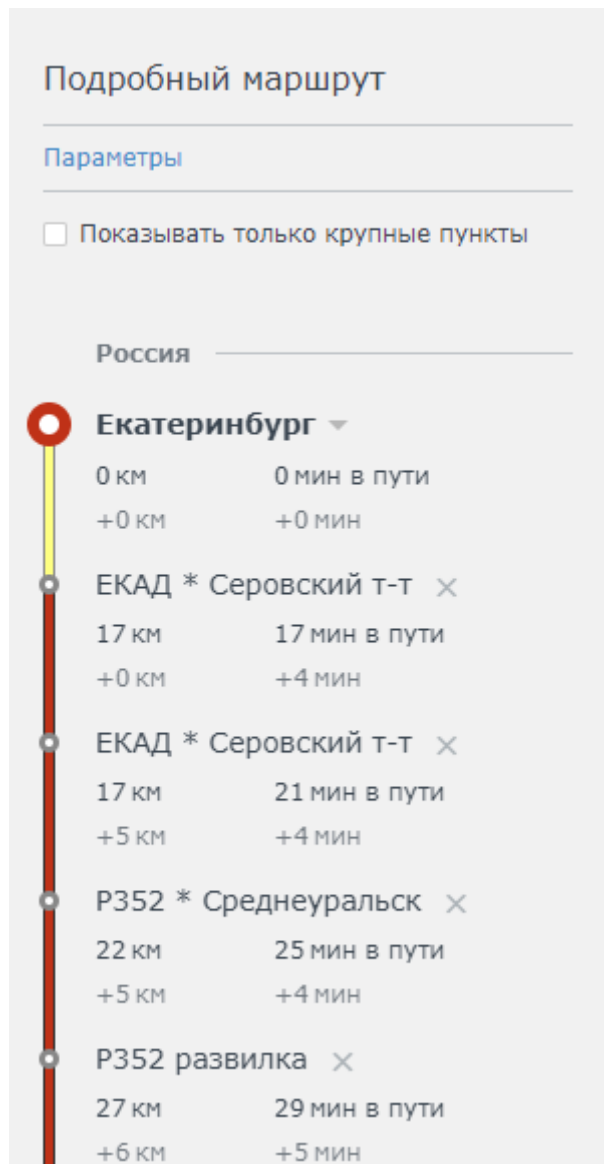 Подробный маршрут
Параметры
Показывать только крупные пункты
Россия
Екатеринбург
0 км 0 мин в пути
+0 км +0 мин
ЕКАД * Серовский т-т ×
17 км 17 мин в пути
+0 км +4 мин
ЕКАД * Серовский т-т ×
17 км 21 мин в пути
+5 км +4 мин
Р352 * Среднеуральск ×
22 км 25 мин в пути
+5 км +4 мин
Р352 развилка ×
27 км 29 мин в пути
+6 км +5 мин